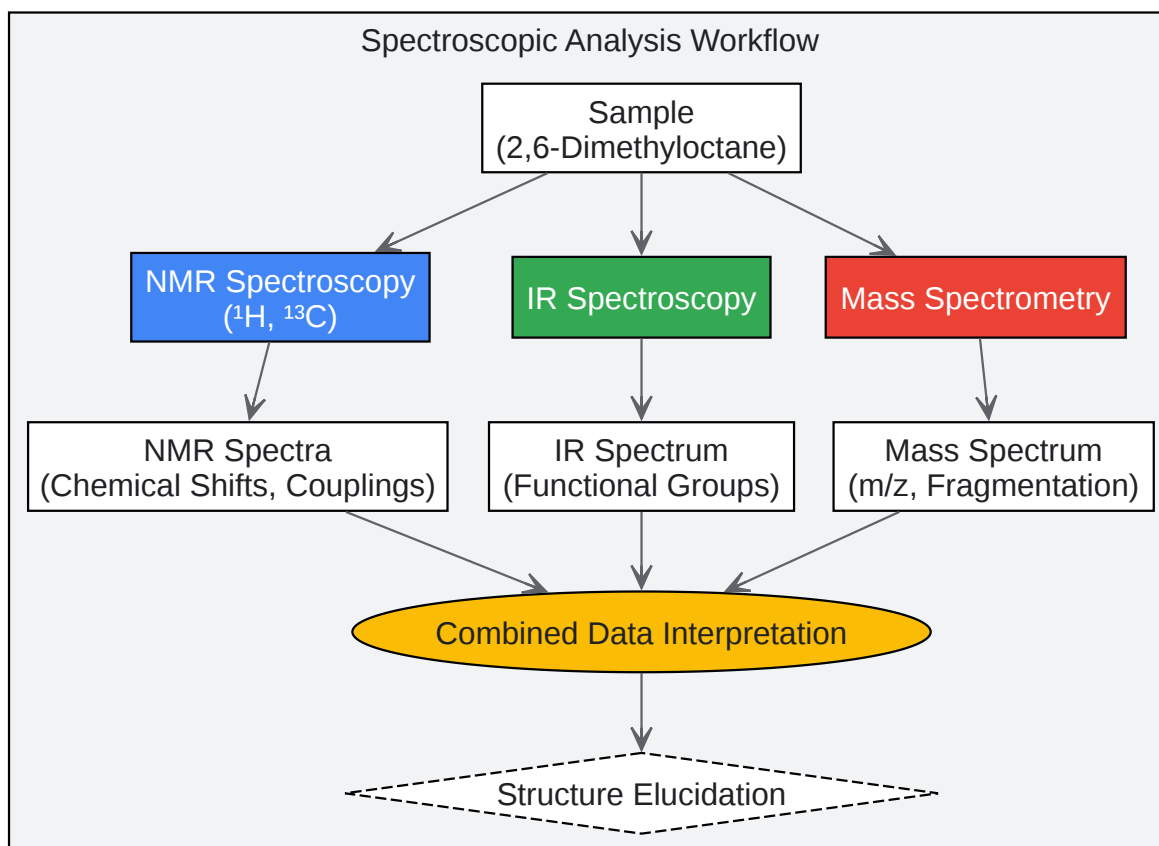 Spectroscopic Analysis Workflow
Sample
(2,6-Dimethyloctane)
NMR Spectroscopy
(¹H, ¹³C)
IR Spectroscopy
Mass Spectrometry
NMR Spectra
(Chemical Shifts, Couplings)
IR Spectrum
(Functional Groups)
Mass Spectrum
(m/z, Fragmentation)
Combined Data Interpretation
Structure Elucidation